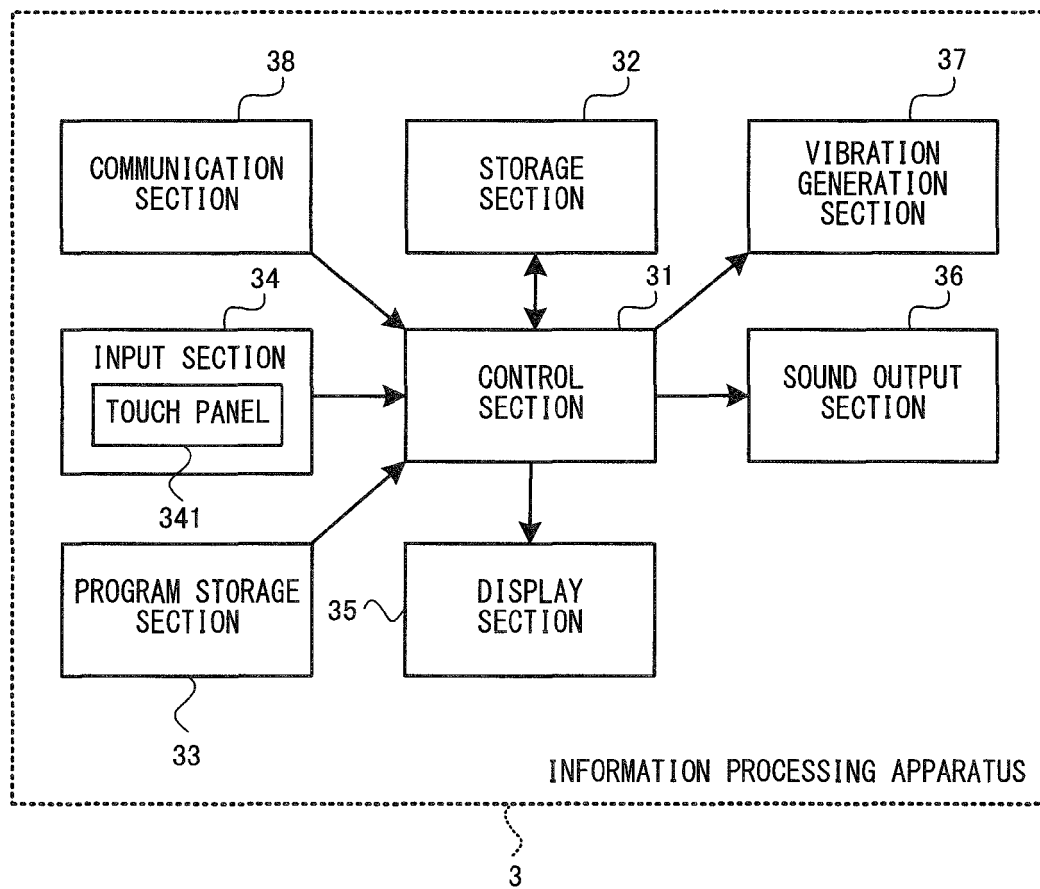 38
32
37
COMMUNICATION
SECTION
STORAGE
SECTION
VIBRATION
GENERATION
SECTION
34
31
36
INPUT SECTION
TOUCH PANEL
341
CONTROL
SECTION
SOUND OUTPUT
SECTION
PROGRAM STORAGE
SECTION
33
35
DISPLAY
SECTION
INFORMATION PROCESSING APPARATUS
3